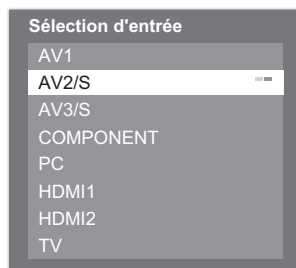 Sélection d'entrée
AV1
AV2/S
AV3/S
COMPONENT
PC
HDMI1
HDMI2
TV